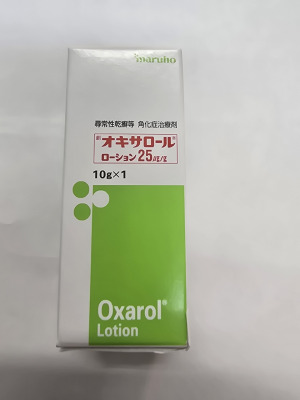 maruho
尋常性乾癬等 角化症治療剤
オキサロール®
ローション25μg/g
10g×1
Oxarol®
Lotion